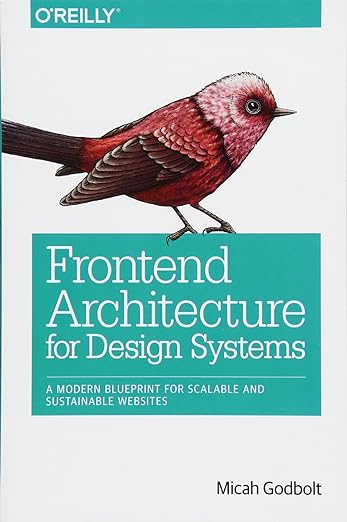 O'REILLY®
Frontend
Architecture
for Design Systems
A MODERN BLUEPRINT FOR SCALABLE AND
SUSTAINABLE WEBSITES
Micah Godbolt